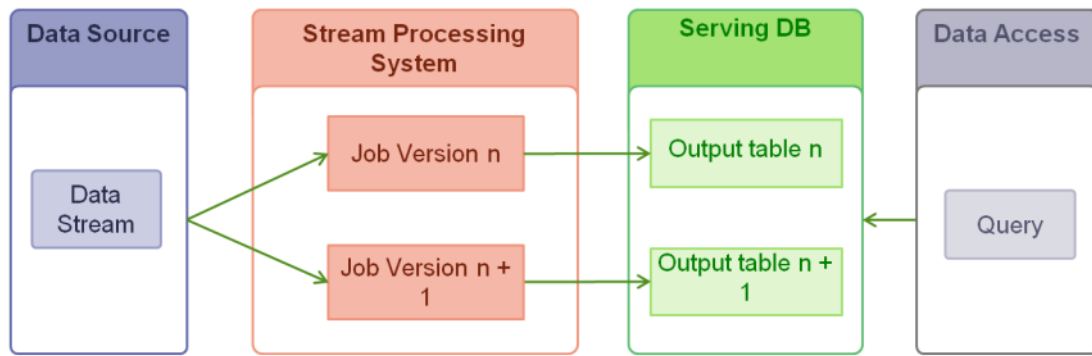 Data Source
Stream Processing
System
Serving DB
Data Access
Data
Stream
Job Version n
Output table n
Job Version n +
1
Output table n +
1
Query